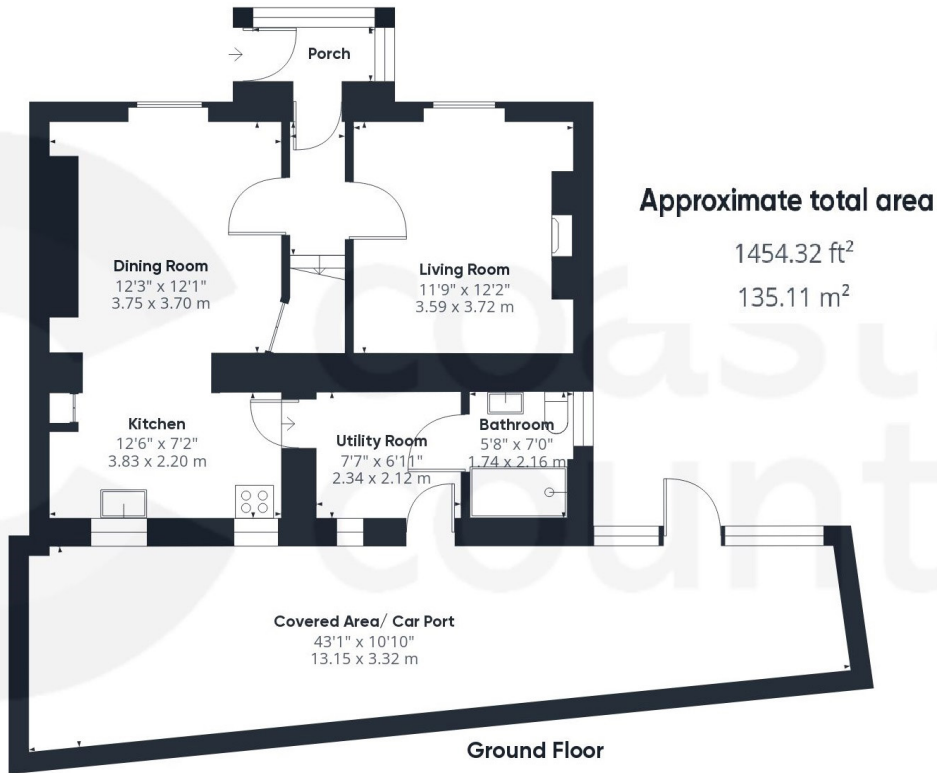 Porch
Dining Room
12'3" x 12'1"
3.75 x 3.70 m
Living Room
11'9" x 12'2"
3.59 x 3.72 m
Approximate total area
1454.32 ft²
135.11 m²
Kitchen
12'6" x 7'2"
3.83 x 2.20 m
Utility Room
7'7" x 6'11"
2.34 x 2.12 m
Bathroom
5'8" x 7'0"
1.74 x 2.16 m
Covered Area/ Car Port
43'1" x 10'10"
13.15 x 3.32 m
Ground Floor